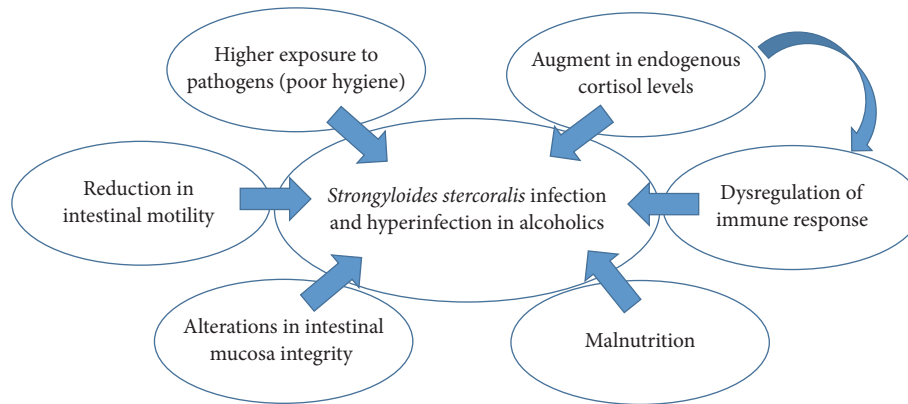 Higher exposure to
pathogens (poor hygiene)
Augment in endogenous
cortisol levels
Reduction in
intestinal motility
Strongyloides stercoralis infection
and hyperinfection in alcoholics
Dysregulation of
immune response
Alterations in intestinal
mucosa integrity
Malnutrition